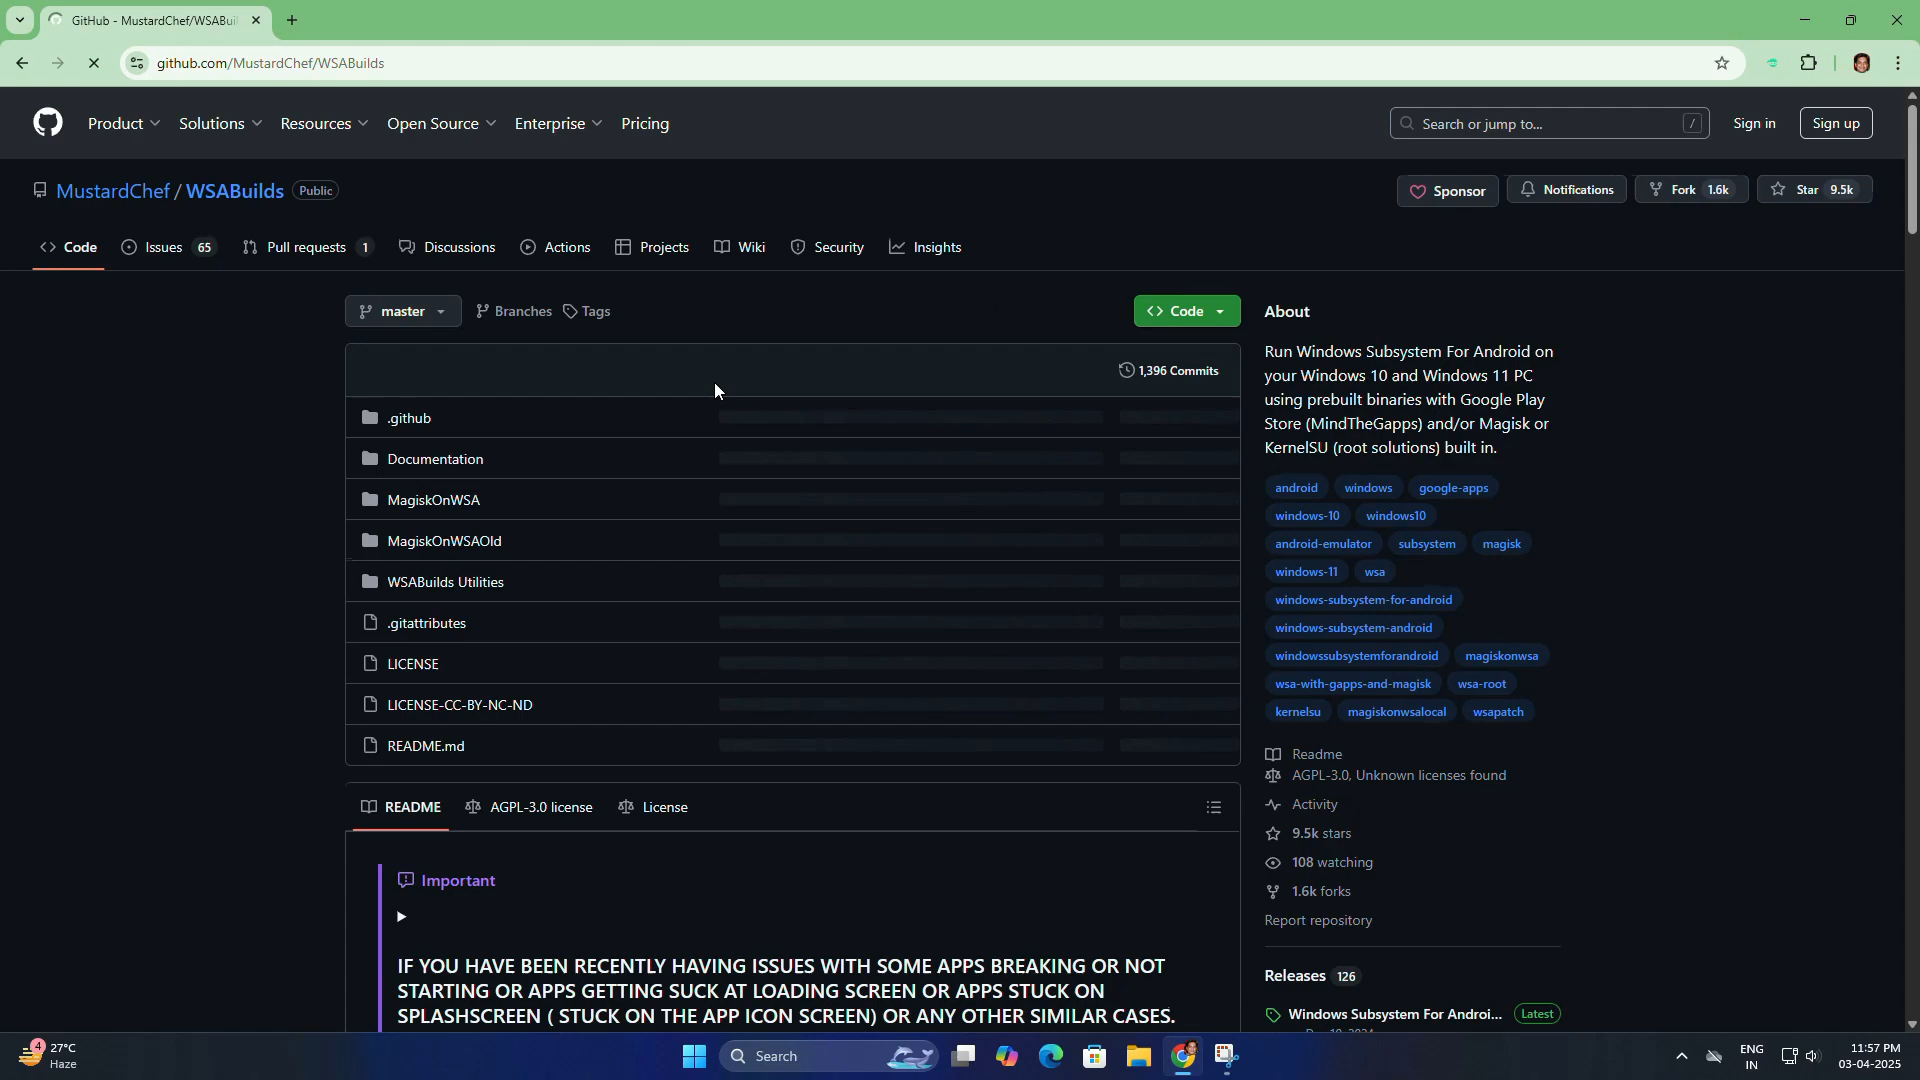 GitHub - MustardChef/WSABui
github.com/MustardChef/WSABuilds
Product Solutions Resources Open Source Enterprise Pricing
Search or jump to... /
Sign in
Sign up
MustardChef / WSABuilds Public
Sponsor
Notifications
Fork 1.6k
Star 9.5k
Code
Issues 65
Pull requests 1
Discussions
Actions
Projects
Wiki
Security
Insights
master
Branches
Tags
Code
1,396 Commits
.github
Documentation
MagiskOnWSA
MagiskOnWSAOld
WSABuilds Utilities
.gitattributes
LICENSE
LICENSE-CC-BY-NC-ND
README.md
README
AGPL-3.0 license
License
Important
IF YOU HAVE BEEN RECENTLY HAVING ISSUES WITH SOME APPS BREAKING OR NOT
STARTING OR APPS GETTING SUCK AT LOADING SCREEN OR APPS STUCK ON
SPLASHSCREEN ( STUCK ON THE APP ICON SCREEN) OR ANY OTHER SIMILAR CASES.
About
Run Windows Subsystem For Android on
your Windows 10 and Windows 11 PC
using prebuilt binaries with Google Play
Store (MindTheGapps) and/or Magisk or
KernelSU (root solutions) built in.
android windows google-apps
windows-10 windows10
android-emulator subsystem magisk
windows-11 wsa
windows-subsystem-for-android
windows-subsystem-android
windowssubsystemforandroid magiskonwsa
wsa-with-gapps-and-magisk wsa-root
kernelsu magiskonwsalocal wsapatch
Readme
AGPL-3.0, Unknown licenses found
Activity
9.5k stars
108 watching
1.6k forks
Report repository
Releases 126
Windows Subsystem For Androi... Latest
4
27°C
Haze
Search
ENG
IN
11:57 PM
03-04-2025